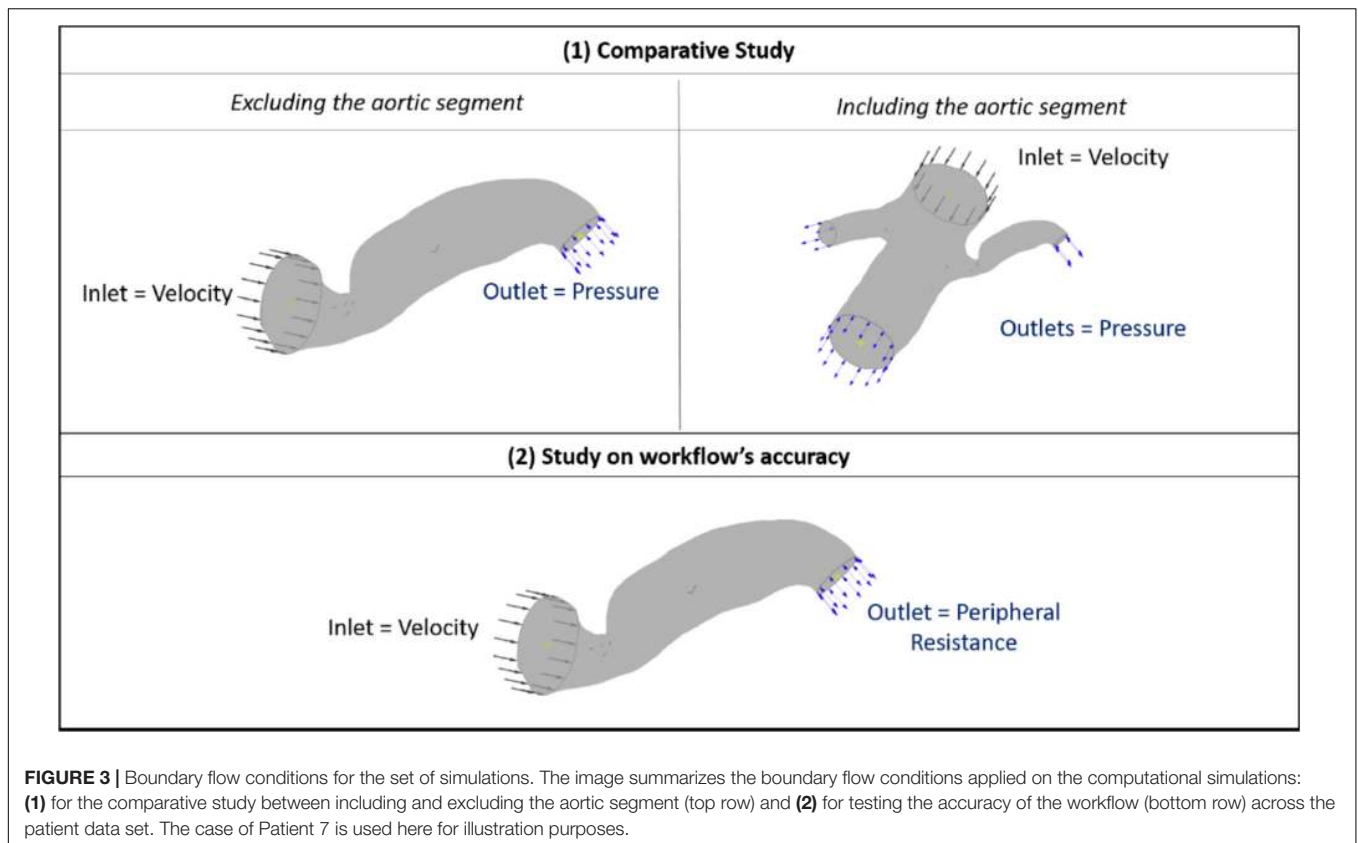 (1) Comparative Study
Excluding the aortic segment
Including the aortic segment
Inlet = Velocity
Outlet = Pressure
Inlet = Velocity
Outlets = Pressure
(2) Study on workflow's accuracy
Inlet = Velocity
Outlet = Peripheral
Resistance
FIGURE 3 | Boundary flow conditions for the set of simulations. The image summarizes the boundary flow conditions applied on the computational simulations:
(1) for the comparative study between including and excluding the aortic segment (top row) and (2) for testing the accuracy of the workflow (bottom row) across the
patient data set. The case of Patient 7 is used here for illustration purposes.